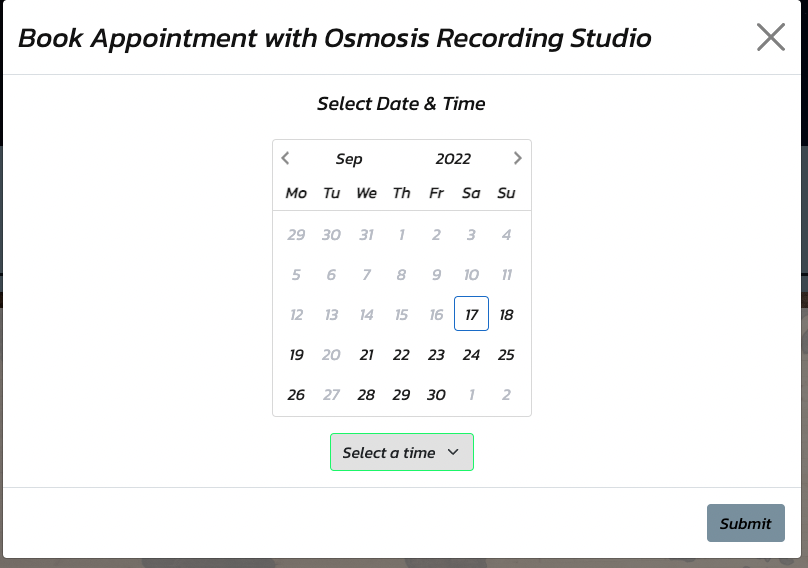 Book Appointment with Osmosis Recording Studio
Select Date & Time
Sep 2022
Mo Tu We Th Fr Sa Su
29 30 31 1 2 3 4
5 6 7 8 9 10 11
12 13 14 15 16 17 18
19 20 21 22 23 24 25
26 27 28 29 30 1 2
Select a time
Submit